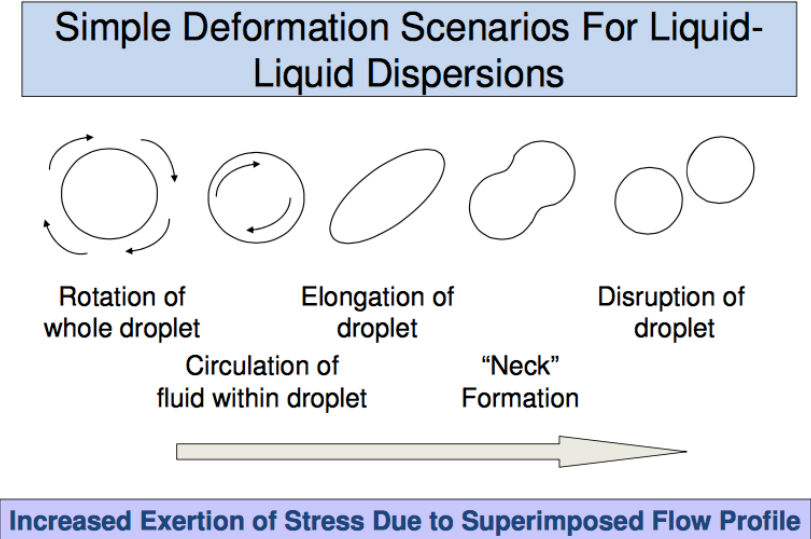 Simple Deformation Scenarios For Liquid-
Liquid Dispersions
Rotation of
whole droplet
Circulation of
fluid within droplet
Elongation of
droplet
“Neck”
Formation
Disruption of
droplet
Increased Exertion of Stress Due to Superimposed Flow Profile